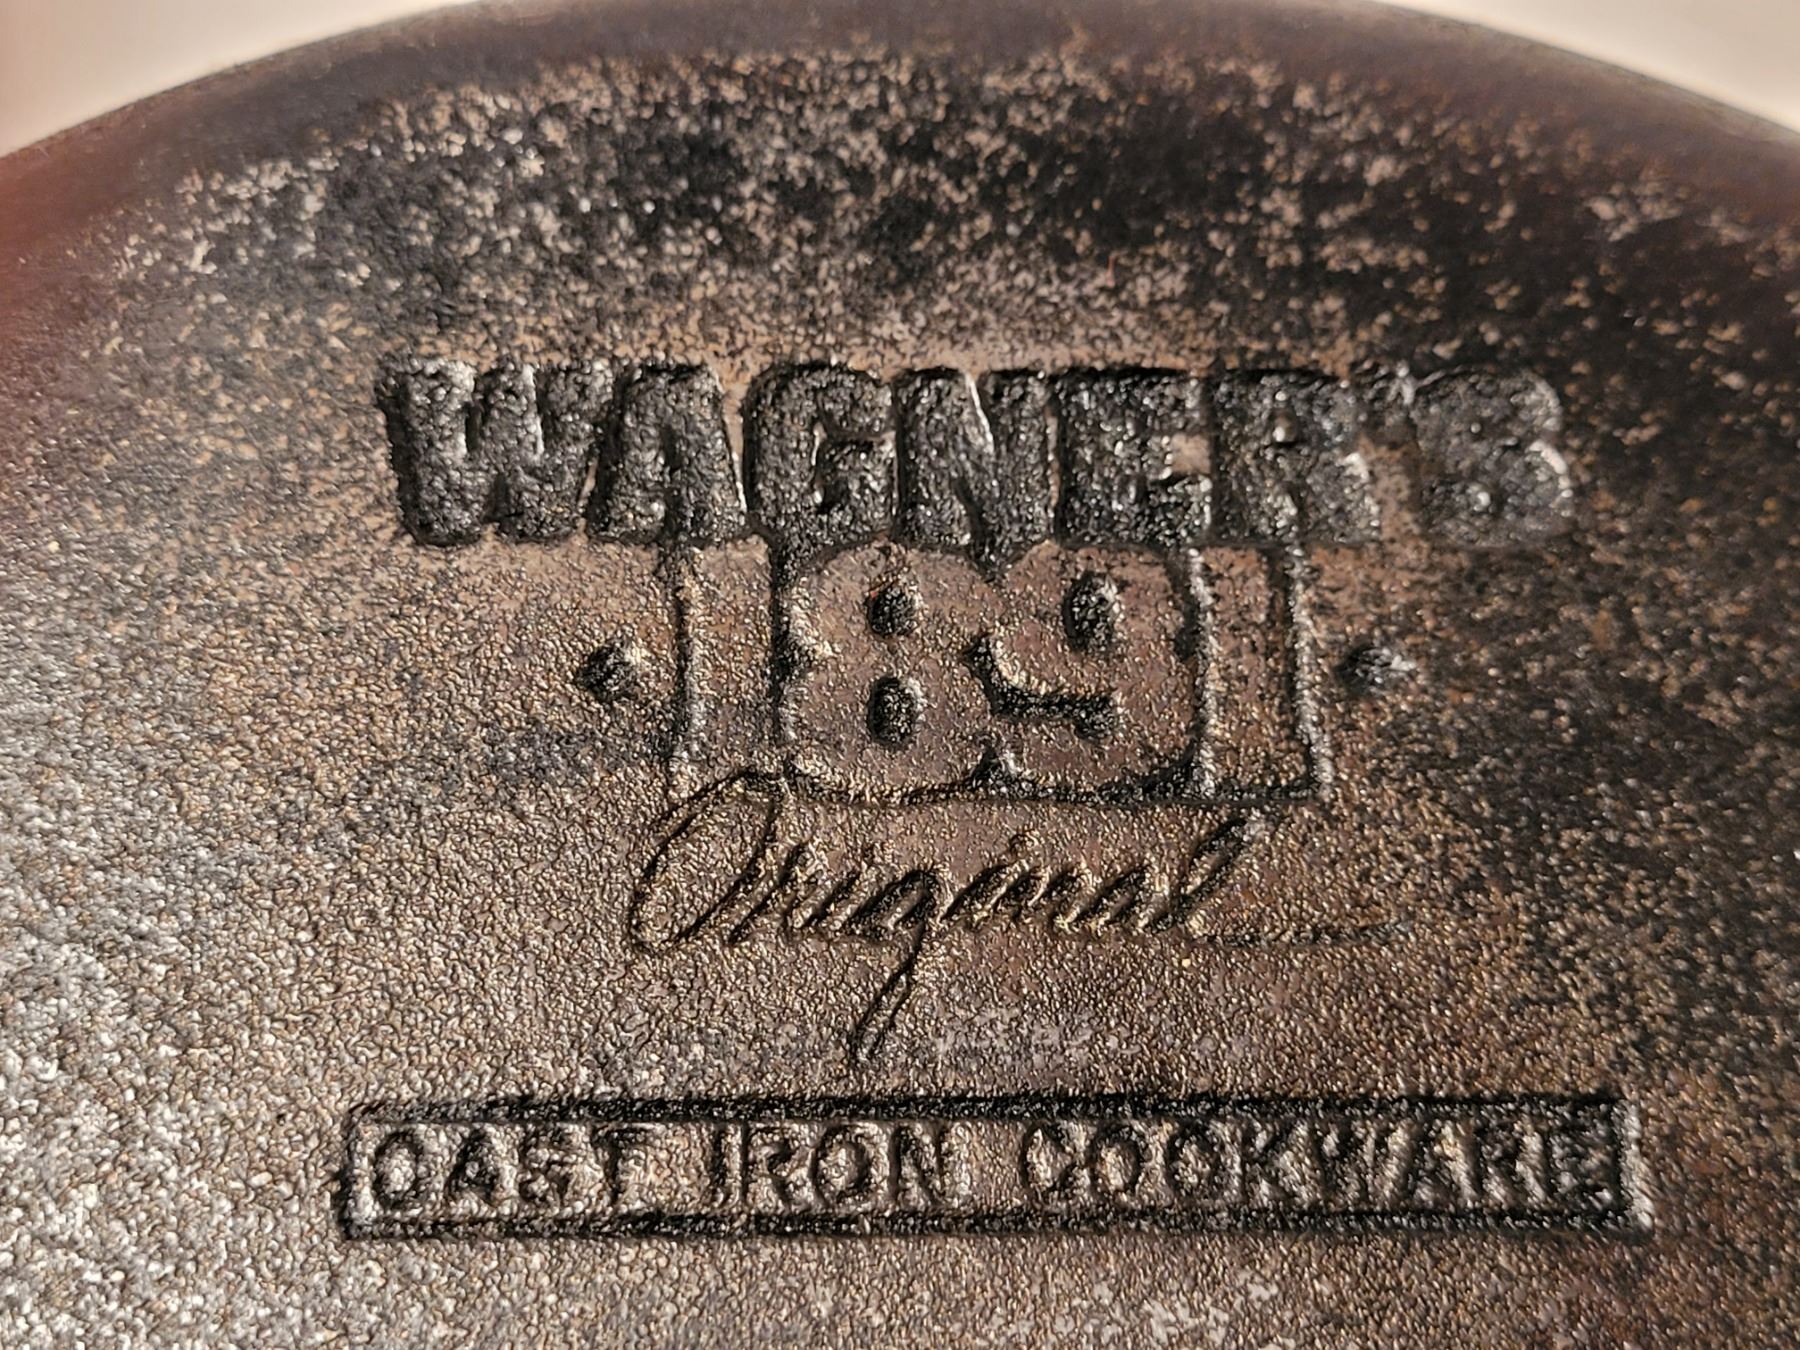 WAGNER'S
· 1891 ·
Original
CAST IRON COOKWARE